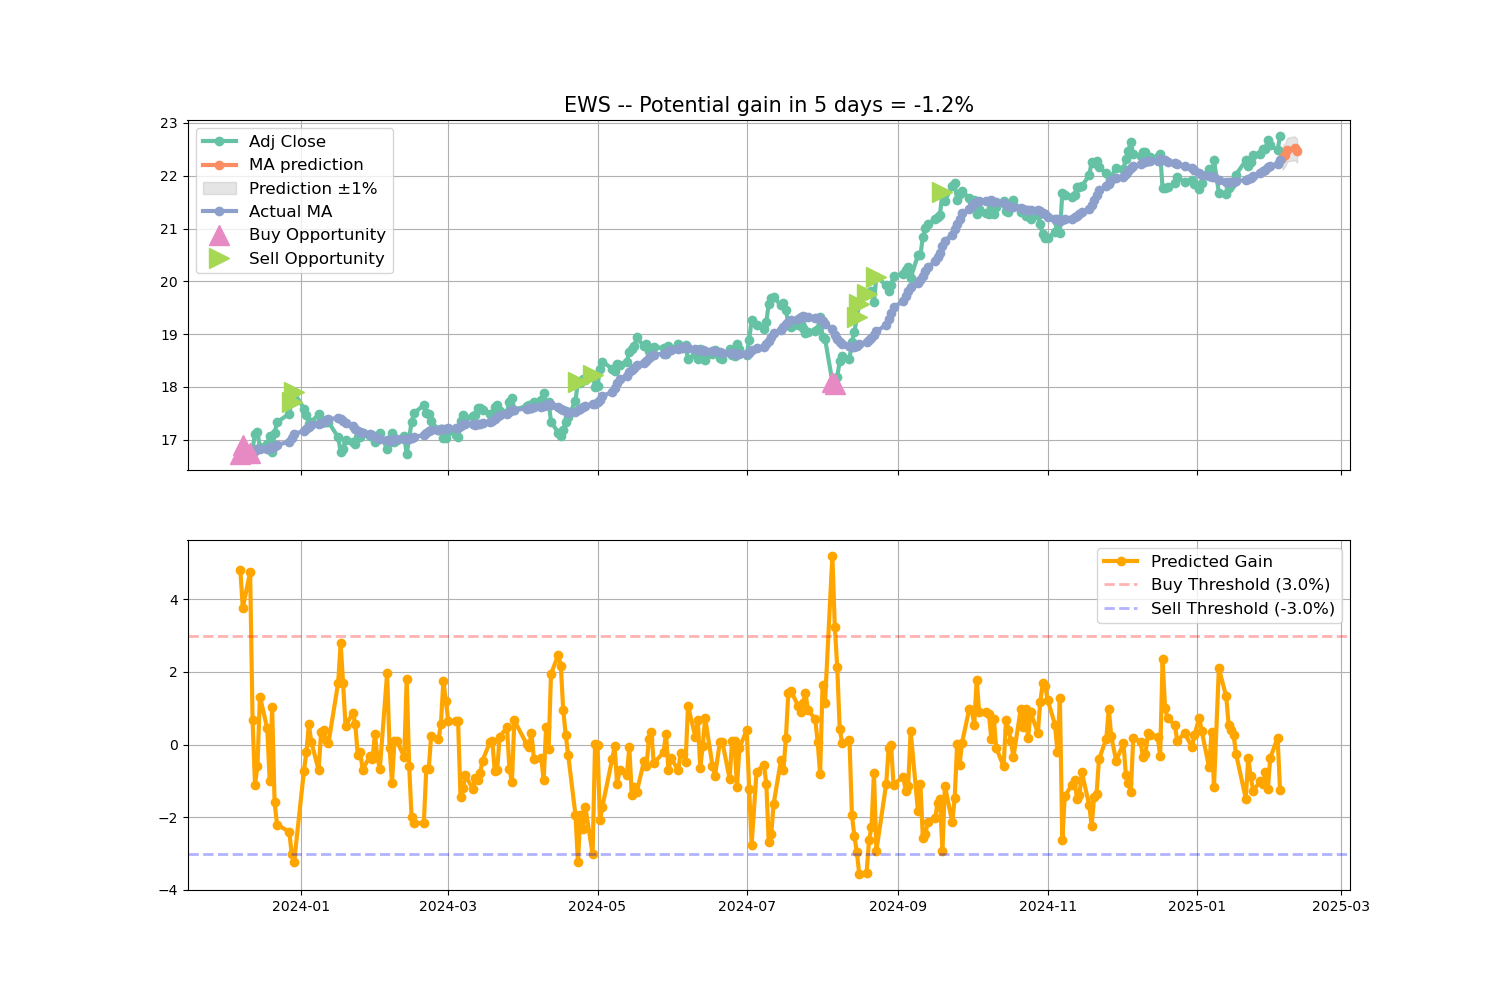 EWS -- Potential gain in 5 days = -1.2%
23
22
21
20
19
18
17
Adj Close
MA prediction
Prediction ±1%
Actual MA
Buy Opportunity
Sell Opportunity
4
2
0
−2
−4
Predicted Gain
Buy Threshold (3.0%)
Sell Threshold (-3.0%)
2024-01 2024-03 2024-05 2024-07 2024-09 2024-11 2025-01 2025-03